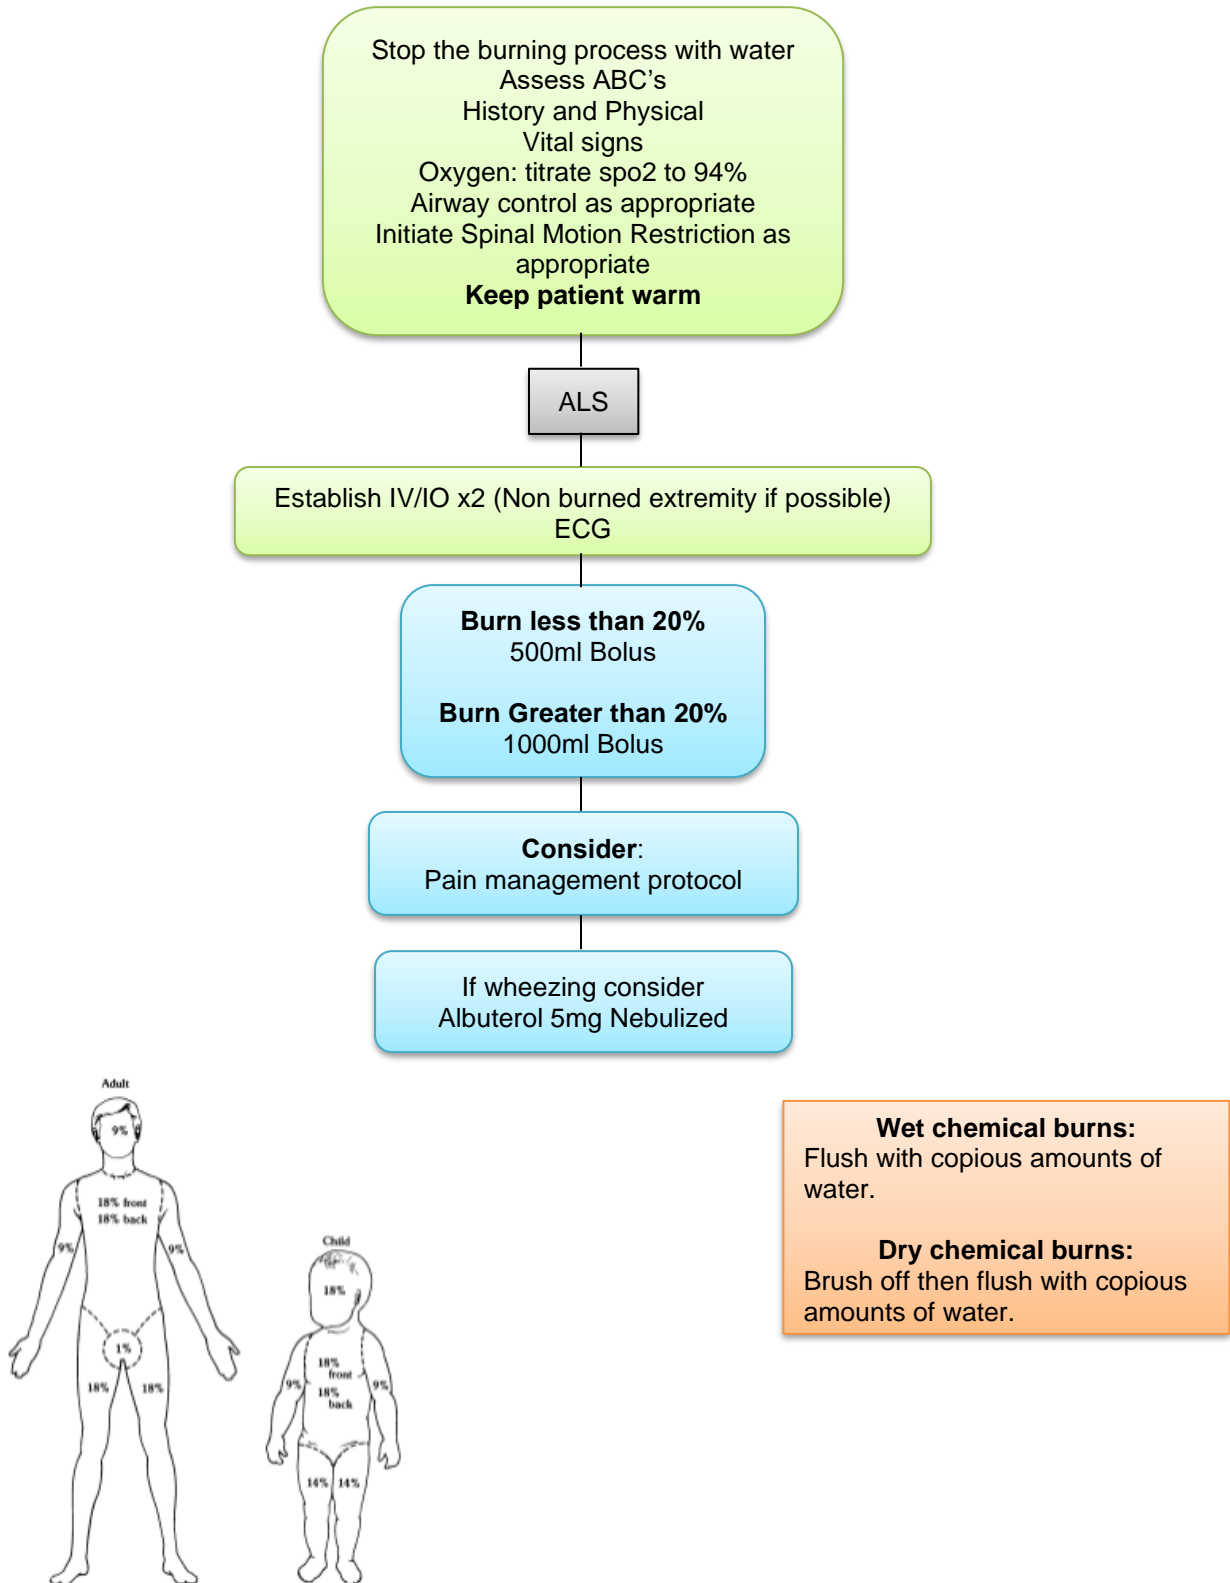 Stop the burning process with water
Assess ABC’s
History and Physical
Vital signs
Oxygen: titrate spo2 to 94%
Airway control as appropriate
Initiate Spinal Motion Restriction as
appropriate
Keep patient warm
ALS
Establish IV/IO x2 (Non burned extremity if possible)
ECG
Burn less than 20%
500ml Bolus
Burn Greater than 20%
1000ml Bolus
Consider:
Pain management protocol
If wheezing consider
Albuterol 5mg Nebulized
Adult
9%
18% front
18% back
9%
9%
1%
18%
18%
Child
18%
18%
front
18%
back
9%
9%
14%
14%
Wet chemical burns:
Flush with copious amounts of
water.
Dry chemical burns:
Brush off then flush with copious
amounts of water.